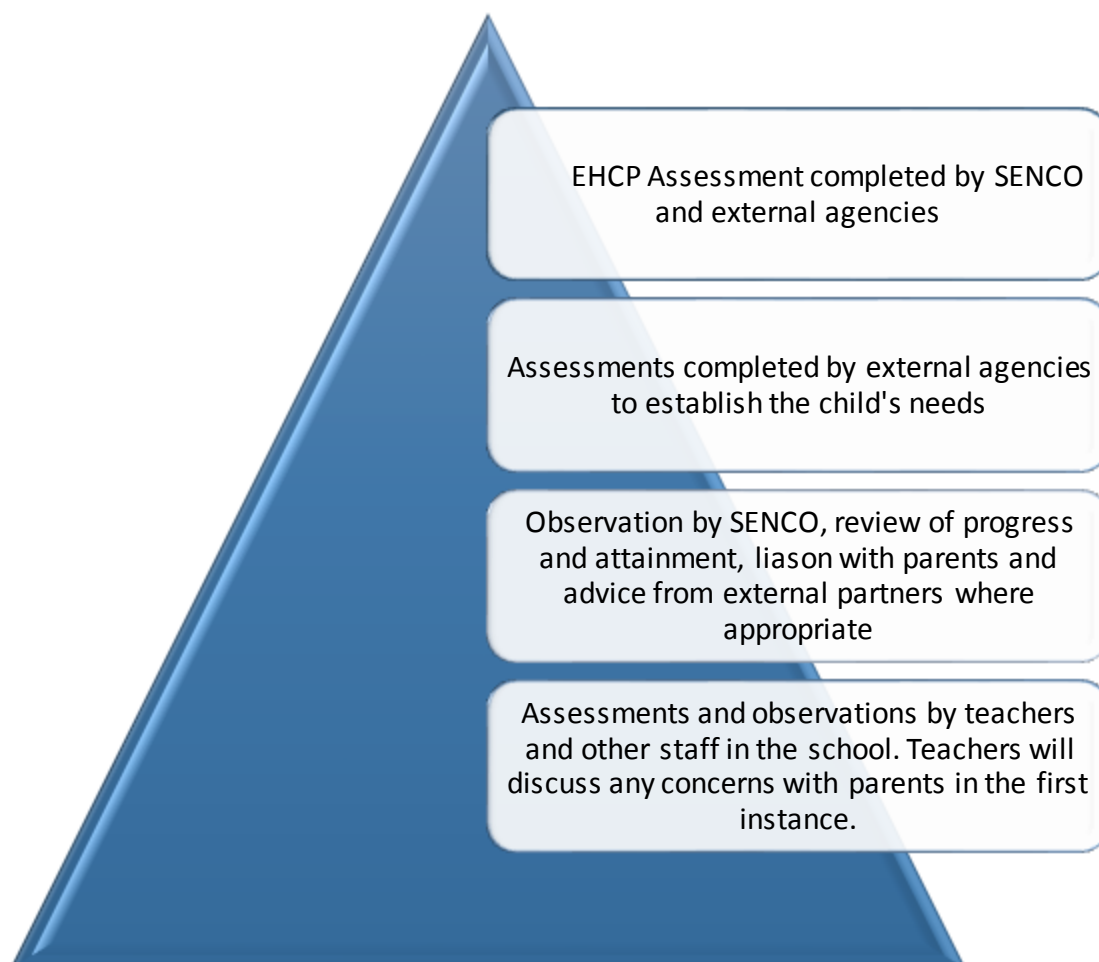 EHCP Assessment completed by SENCO
and external agencies
Assessments completed by external agencies
to establish the child's needs
Observation by SENCO, review of progress
and attainment, liason with parents and
advice from external partners where
appropriate
Assessments and observations by teachers
and other staff in the school. Teachers will
discuss any concerns with parents in the first
instance.